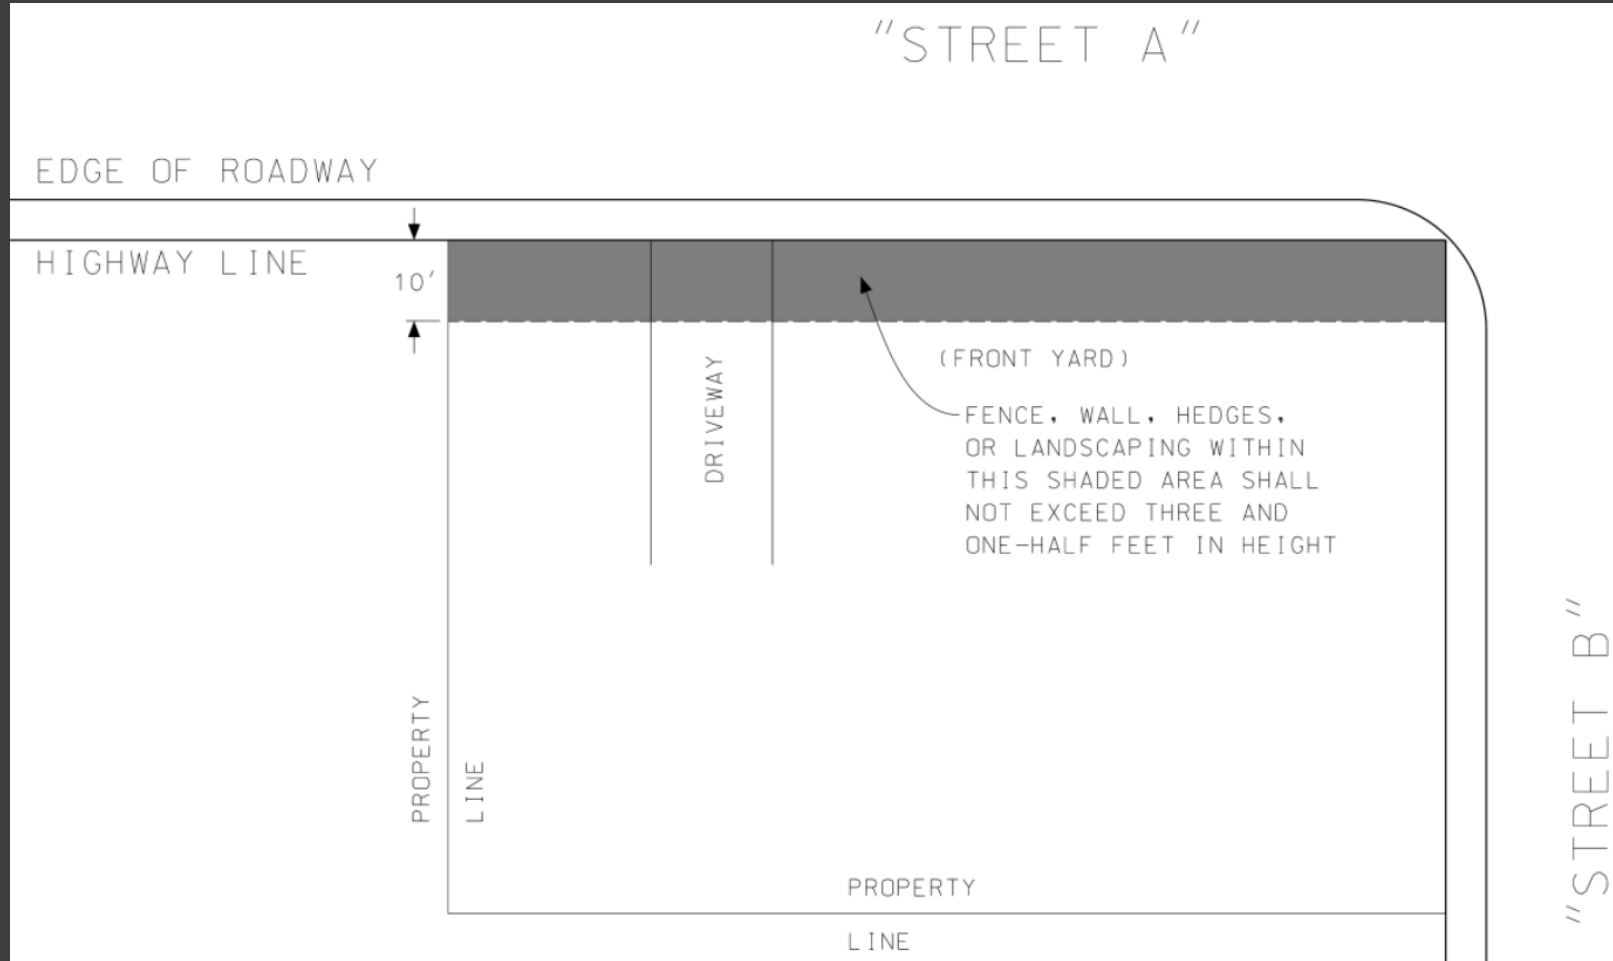 "STREET A"
EDGE OF ROADWAY
HIGHWAY LINE
10'
(FRONT YARD)
DRIVEWAY
FENCE, WALL, HEDGES,
OR LANDSCAPING WITHIN
THIS SHADED AREA SHALL
NOT EXCEED THREE AND
ONE-HALF FEET IN HEIGHT
"STREET B"
PROPERTY
LINE
PROPERTY
LINE